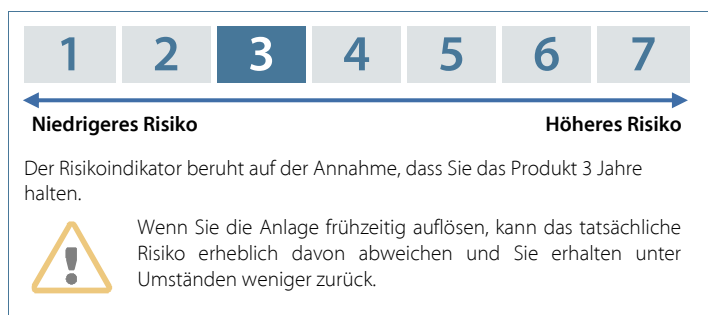 1 2 3 4 5 6 7
Niedrigeres Risiko Höheres Risiko
Der Risikoindikator beruht auf der Annahme, dass Sie das Produkt 3 Jahre
halten.
Wenn Sie die Anlage frühzeitig auflösen, kann das tatsächliche
Risiko erheblich davon abweichen und Sie erhalten unter
Umständen weniger zurück.